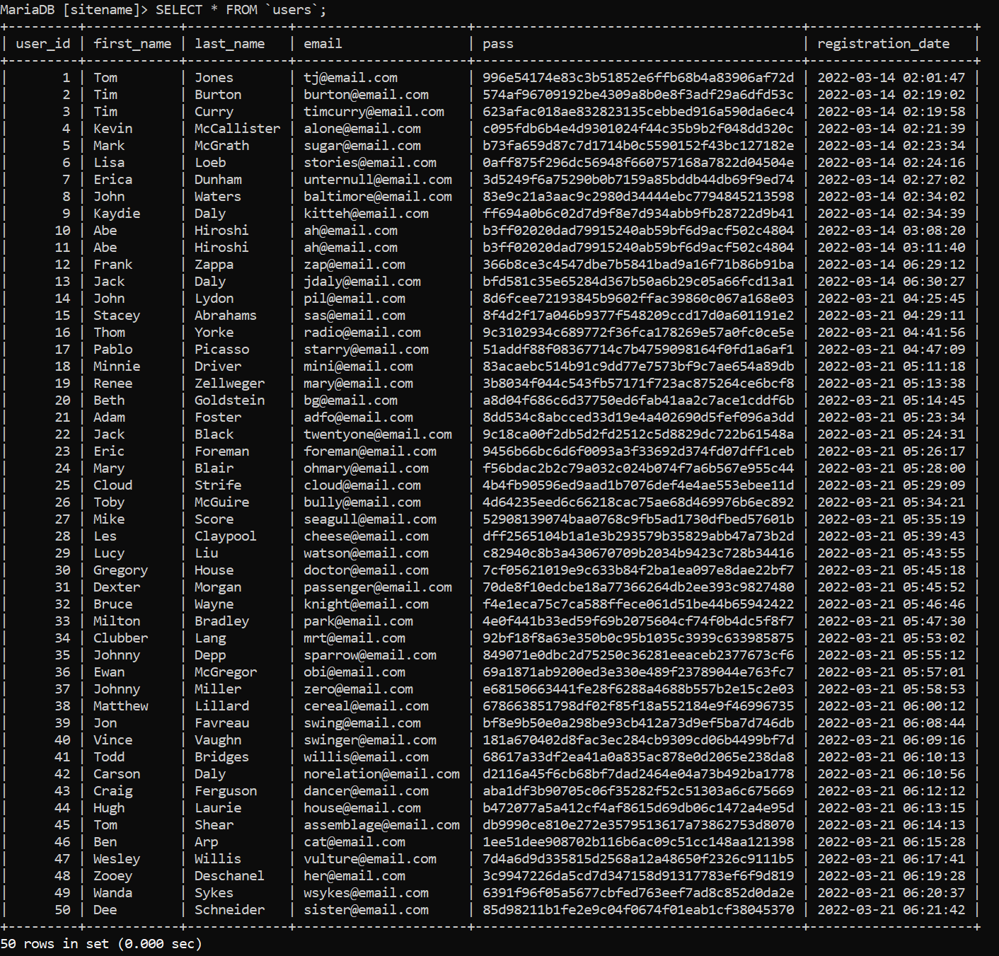 MariaDB [sitename]> SELECT * FROM `users`;
+---------+------------+-------------+----------------------+------------------------------------------+---------------------+
| user_id | first_name | last_name   | email                | pass                                     | registration_date   |
+---------+------------+-------------+----------------------+------------------------------------------+---------------------+
|       1 | Tom        | Jones       | tj@email.com         | 996e54174e83c3b51852e6ffb68b4a83906af72d | 2022-03-14 02:01:47 |
|       2 | Tim        | Burton      | burton@email.com     | 574af96709192be4309a8b0e8f3adf29a6dfd53c | 2022-03-14 02:19:02 |
|       3 | Tim        | Curry       | timcurry@email.com   | 623afac018ae832823135cebbed916a590da6ec4 | 2022-03-14 02:19:58 |
|       4 | Kevin      | McCallister | alone@email.com      | c095fdb6b4e4d9301024f44c35b9b2f048dd320c | 2022-03-14 02:21:39 |
|       5 | Mark       | McGrath     | sugar@email.com      | b73fa659d87c7d1714b0c5590152f43bc127182e | 2022-03-14 02:23:34 |
|       6 | Lisa       | Loeb        | stories@email.com    | 0aff875f296dc56948f660757168a7822d04504e | 2022-03-14 02:24:16 |
|       7 | Erica      | Dunham      | unternull@email.com  | 3d5249f6a75290b0b7159a85bddb44db69f9ed74 | 2022-03-14 02:27:02 |
|       8 | John       | Waters      | baltimore@email.com  | 83e9c21a3aac9c2980d34444ebc7794845213598 | 2022-03-14 02:34:02 |
|       9 | Kaydie     | Daly        | kitteh@email.com     | ff694a0b6c02d7d9f8e7d934abb9fb28722d9b41 | 2022-03-14 02:34:39 |
|      10 | Abe        | Hiroshi     | ah@email.com         | b3ff02020dad79915240ab59bf6d9acf502c4804 | 2022-03-14 03:08:20 |
|      11 | Abe        | Hiroshi     | ah@email.com         | b3ff02020dad79915240ab59bf6d9acf502c4804 | 2022-03-14 03:11:40 |
|      12 | Frank      | Zappa       | zap@email.com        | 366b8ce3c4547dbe7b5841bad9a16f71b86b91ba | 2022-03-14 06:29:12 |
|      13 | Jack       | Daly        | jdaly@email.com      | bfd581c35e65284d367b50a6b29c05a66fcd13a1 | 2022-03-14 06:30:27 |
|      14 | John       | Lydon       | pil@email.com        | 8d6fcee72193845b9602ffac39860c067a168e03 | 2022-03-21 04:25:45 |
|      15 | Stacey     | Abrahams    | sas@email.com        | 8f4d2f17a046b9377f548209ccd17d0a601191e2 | 2022-03-21 04:29:11 |
|      16 | Thom       | Yorke       | radio@email.com      | 9c3102934c689772f36fca178269e57a0fc0ce5e | 2022-03-21 04:41:56 |
|      17 | Pablo      | Picasso     | starry@email.com     | 51addf88f08367714c7b4759098164f0fd1a6af1 | 2022-03-21 04:47:09 |
|      18 | Minnie     | Driver      | mini@email.com       | 83acaebc514b91c9dd77e7573bf9c7ae654a89db | 2022-03-21 05:11:18 |
|      19 | Renee      | Zellweger   | mary@email.com       | 3b8034f044c543fb57171f723ac875264ce6bcf8 | 2022-03-21 05:13:38 |
|      20 | Beth       | Goldstein   | bg@email.com         | a8d04f686c6d37750ed6fab41aa2c7ace1cddf6b | 2022-03-21 05:14:45 |
|      21 | Adam       | Foster      | adfo@email.com       | 8dd534c8abcced33d19e4a402690d5fef096a3dd | 2022-03-21 05:23:34 |
|      22 | Jack       | Black       | twentyone@email.com  | 9c18ca00f2db5d2fd2512c5d8829dc722b61548a | 2022-03-21 05:24:31 |
|      23 | Eric       | Foreman     | foreman@email.com    | 9456b66bc6d6f0093a3f33692d374fd07dff1ceb | 2022-03-21 05:26:17 |
|      24 | Mary       | Blair       | ohmary@email.com     | f56bdac2b2c79a032c024b074f7a6b567e955c44 | 2022-03-21 05:28:00 |
|      25 | Cloud      | Strife      | cloud@email.com      | 4b4fb90596ed9aad1b7076def4e4ae553ebee11d | 2022-03-21 05:29:09 |
|      26 | Toby       | McGuire     | bully@email.com      | 4d64235eed6c66218cac75ae68d469976b6ec892 | 2022-03-21 05:34:21 |
|      27 | Mike       | Score       | seagull@email.com    | 52908139074baa0768c9fb5ad1730dfbed57601b | 2022-03-21 05:35:19 |
|      28 | Les        | Claypool    | cheese@email.com     | dff2565104b1a1e3b293579b35829abb47a73b2d | 2022-03-21 05:39:43 |
|      29 | Lucy       | Liu         | watson@email.com     | c82940c8b3a430670709b2034b9423c728b34416 | 2022-03-21 05:43:55 |
|      30 | Gregory    | House       | doctor@email.com     | 7cf05621019e9c633b84f2ba1ea097e8dae22bf7 | 2022-03-21 05:45:18 |
|      31 | Dexter     | Morgan      | passenger@email.com  | 70de8f10edcbe18a77366264db2ee393c9827480 | 2022-03-21 05:45:52 |
|      32 | Bruce      | Wayne       | knight@email.com     | f4e1eca75c7ca588ffece061d51be44b65942422 | 2022-03-21 05:46:46 |
|      33 | Milton     | Bradley     | park@email.com       | 4e0f441b33ed59f69b2075604cf74f0b4dc5f8f7 | 2022-03-21 05:47:30 |
|      34 | Clubber    | Lang        | mrt@email.com        | 92bf18f8a63e350b0c95b1035c3939c633985875 | 2022-03-21 05:53:02 |
|      35 | Johnny     | Depp        | sparrow@email.com    | 849071e0dbc2d75250c36281eeaceb2377673cf6 | 2022-03-21 05:55:12 |
|      36 | Ewan       | McGregor    | obi@email.com        | 69a1871ab9200ed3e330e489f23789044e763fc7 | 2022-03-21 05:57:01 |
|      37 | Johnny     | Miller      | zero@email.com       | e68150663441fe28f6288a4688b557b2e15c2e03 | 2022-03-21 05:58:53 |
|      38 | Matthew    | Lillard     | cereal@email.com     | 678663851798df02f85f18a552184e9f46996735 | 2022-03-21 06:00:12 |
|      39 | Jon        | Favreau     | swing@email.com      | bf8e9b50e0a298be93cb412a73d9ef5ba7d746db | 2022-03-21 06:08:44 |
|      40 | Vince      | Vaughn      | swinger@email.com    | 181a670402d8fac3ec284cb9309cd06b4499bf7d | 2022-03-21 06:09:16 |
|      41 | Todd       | Bridges     | willis@email.com     | 68617a33df2ea41a0a835ac878e0d2065e238da8 | 2022-03-21 06:10:13 |
|      42 | Carson     | Daly        | norelation@email.com | d2116a45f6cb68bf7dad2464e04a73b492ba1778 | 2022-03-21 06:10:56 |
|      43 | Craig      | Ferguson    | dancer@email.com     | aba1df3b90705c06f35282f52c51303a6c675669 | 2022-03-21 06:12:12 |
|      44 | Hugh       | Laurie      | house@email.com      | b472077a5a412cf4af8615d69db06c1472a4e95d | 2022-03-21 06:13:15 |
|      45 | Tom        | Shear       | assemblage@email.com | db9990ce810e272e3579513617a73862753d8070 | 2022-03-21 06:14:13 |
|      46 | Ben        | Arp         | cat@email.com        | 1ee51dee908702b116b6ac09c51cc148aa121398 | 2022-03-21 06:15:28 |
|      47 | Wesley     | Willis      | vulture@email.com    | 7d4a6d9d335815d2568a12a48650f2326c9111b5 | 2022-03-21 06:17:41 |
|      48 | Zooey      | Deschanel   | her@email.com        | 3c9947226da5cd7d347158d91317783ef6f9d819 | 2022-03-21 06:19:28 |
|      49 | Wanda      | Sykes       | wsykes@email.com     | 6391f96f05a5677cbfed763eef7ad8c852d0da2e | 2022-03-21 06:20:37 |
|      50 | Dee        | Schneider   | sister@email.com     | 85d98211b1fe2e9c04f0674f01eab1cf38045370 | 2022-03-21 06:21:42 |
+---------+------------+-------------+----------------------+------------------------------------------+---------------------+
50 rows in set (0.000 sec)